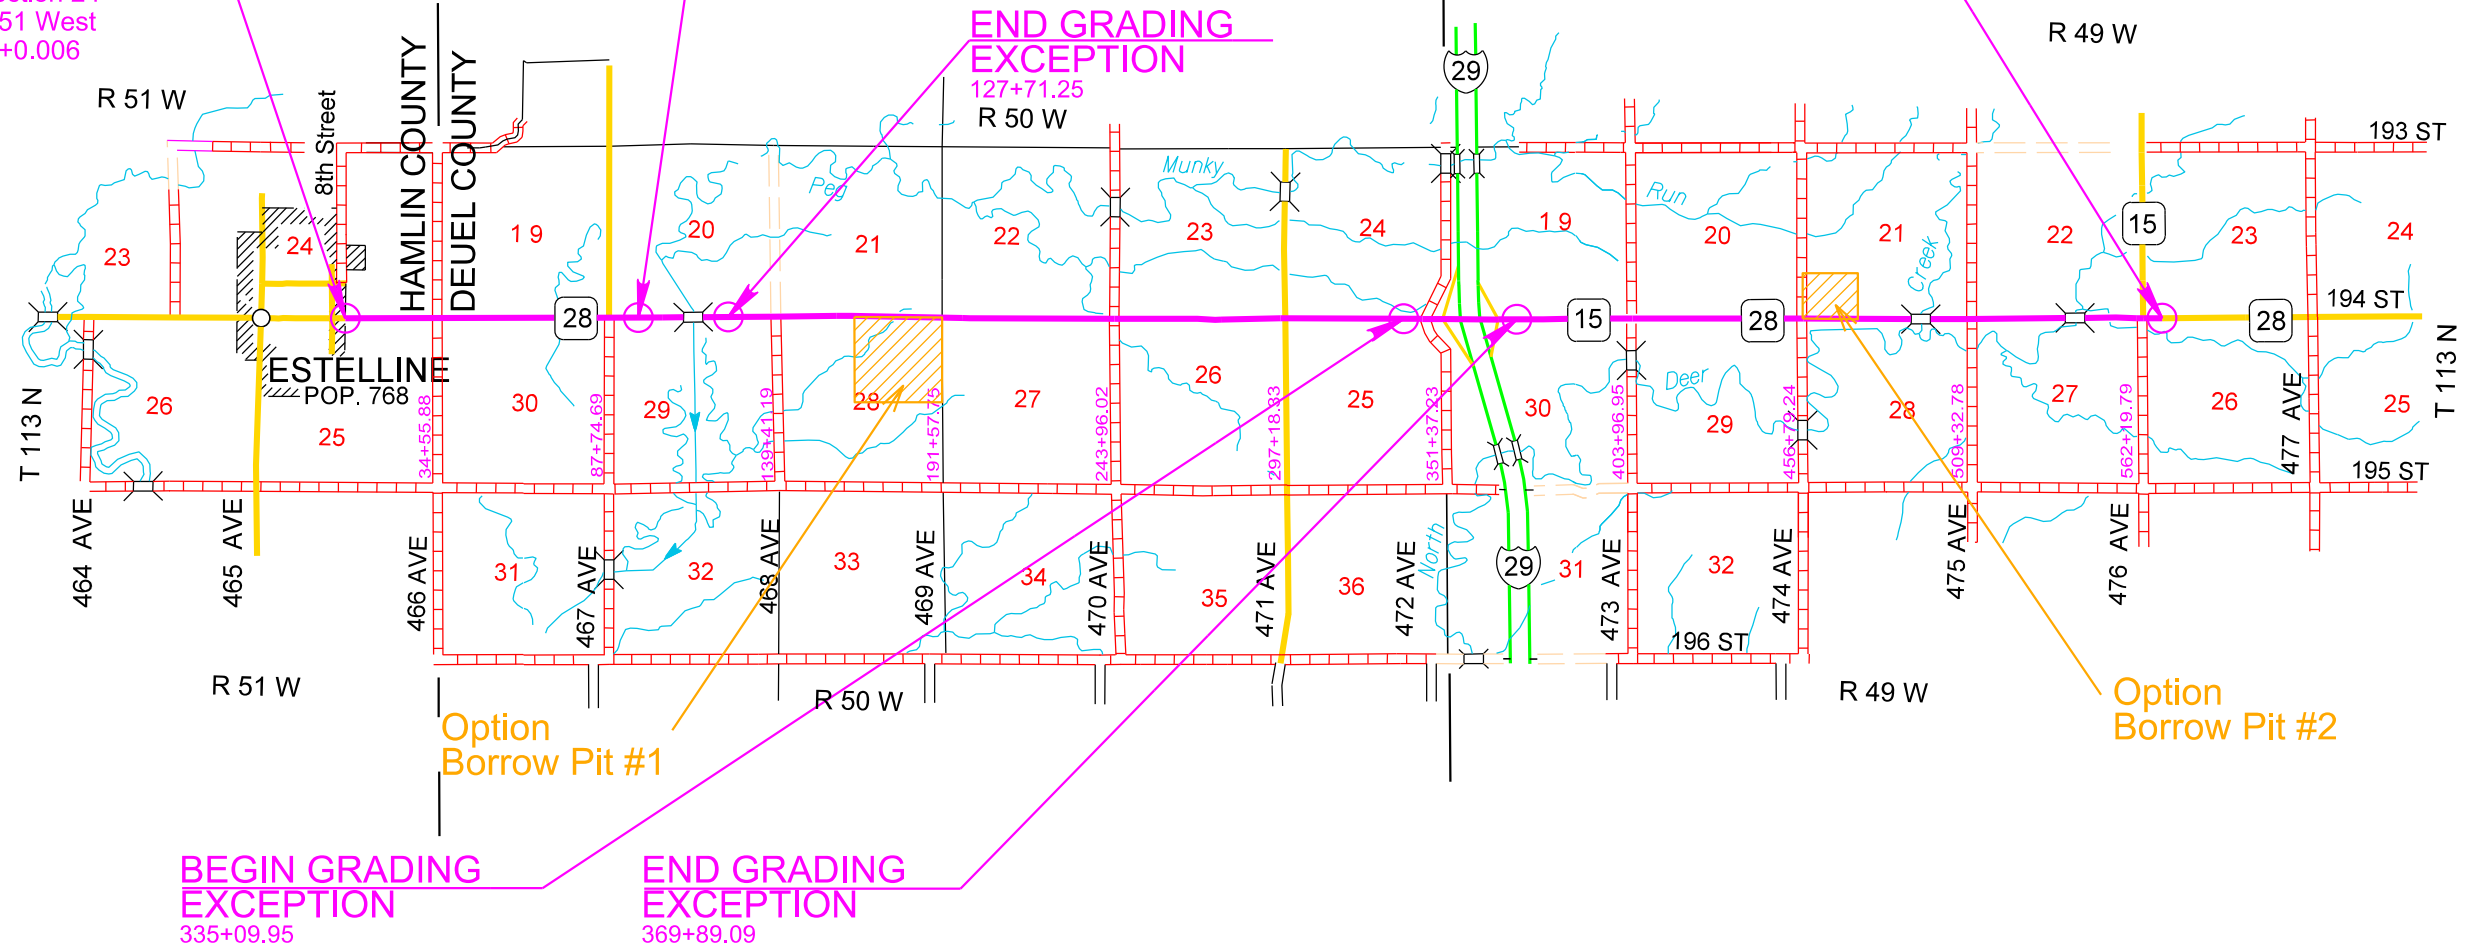 51 West
+0.006
R 51 W
8th Street
HAMLIN COUNTY
DEUEL COUNTY
END GRADING
EXCEPTION
127+71.25
R 50 W
29
R 49 W
193 ST
Peg
Munky
Run
Creek
23
24
19
20
21
22
23
24
19
20
21
22
15
23
24
28
15
28
28
194 ST
ESTELLINE
POP. 768
T 113 N
26
25
30
29
28
27
26
25
30
29
28
27
26
25
Deer
North
T 113 N
34+55.88
87+74.69
139+41.19
191+57.75
243+96.02
297+18.33
351+37.23
403+96.95
456+79.24
509+32.78
562+19.79
477 AVE
195 ST
464 AVE
465 AVE
466 AVE
467 AVE
468 AVE
469 AVE
470 AVE
471 AVE
472 AVE
473 AVE
474 AVE
475 AVE
476 AVE
31
32
33
34
35
36
29
31
32
196 ST
R 51 W
R 50 W
R 49 W
Option
Borrow Pit #1
Option
Borrow Pit #2
BEGIN GRADING
EXCEPTION
335+09.95
END GRADING
EXCEPTION
369+89.09